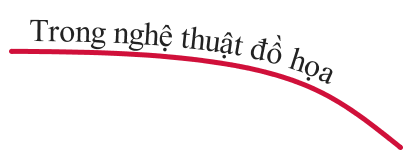 Trong nghệ thuật đồ họa